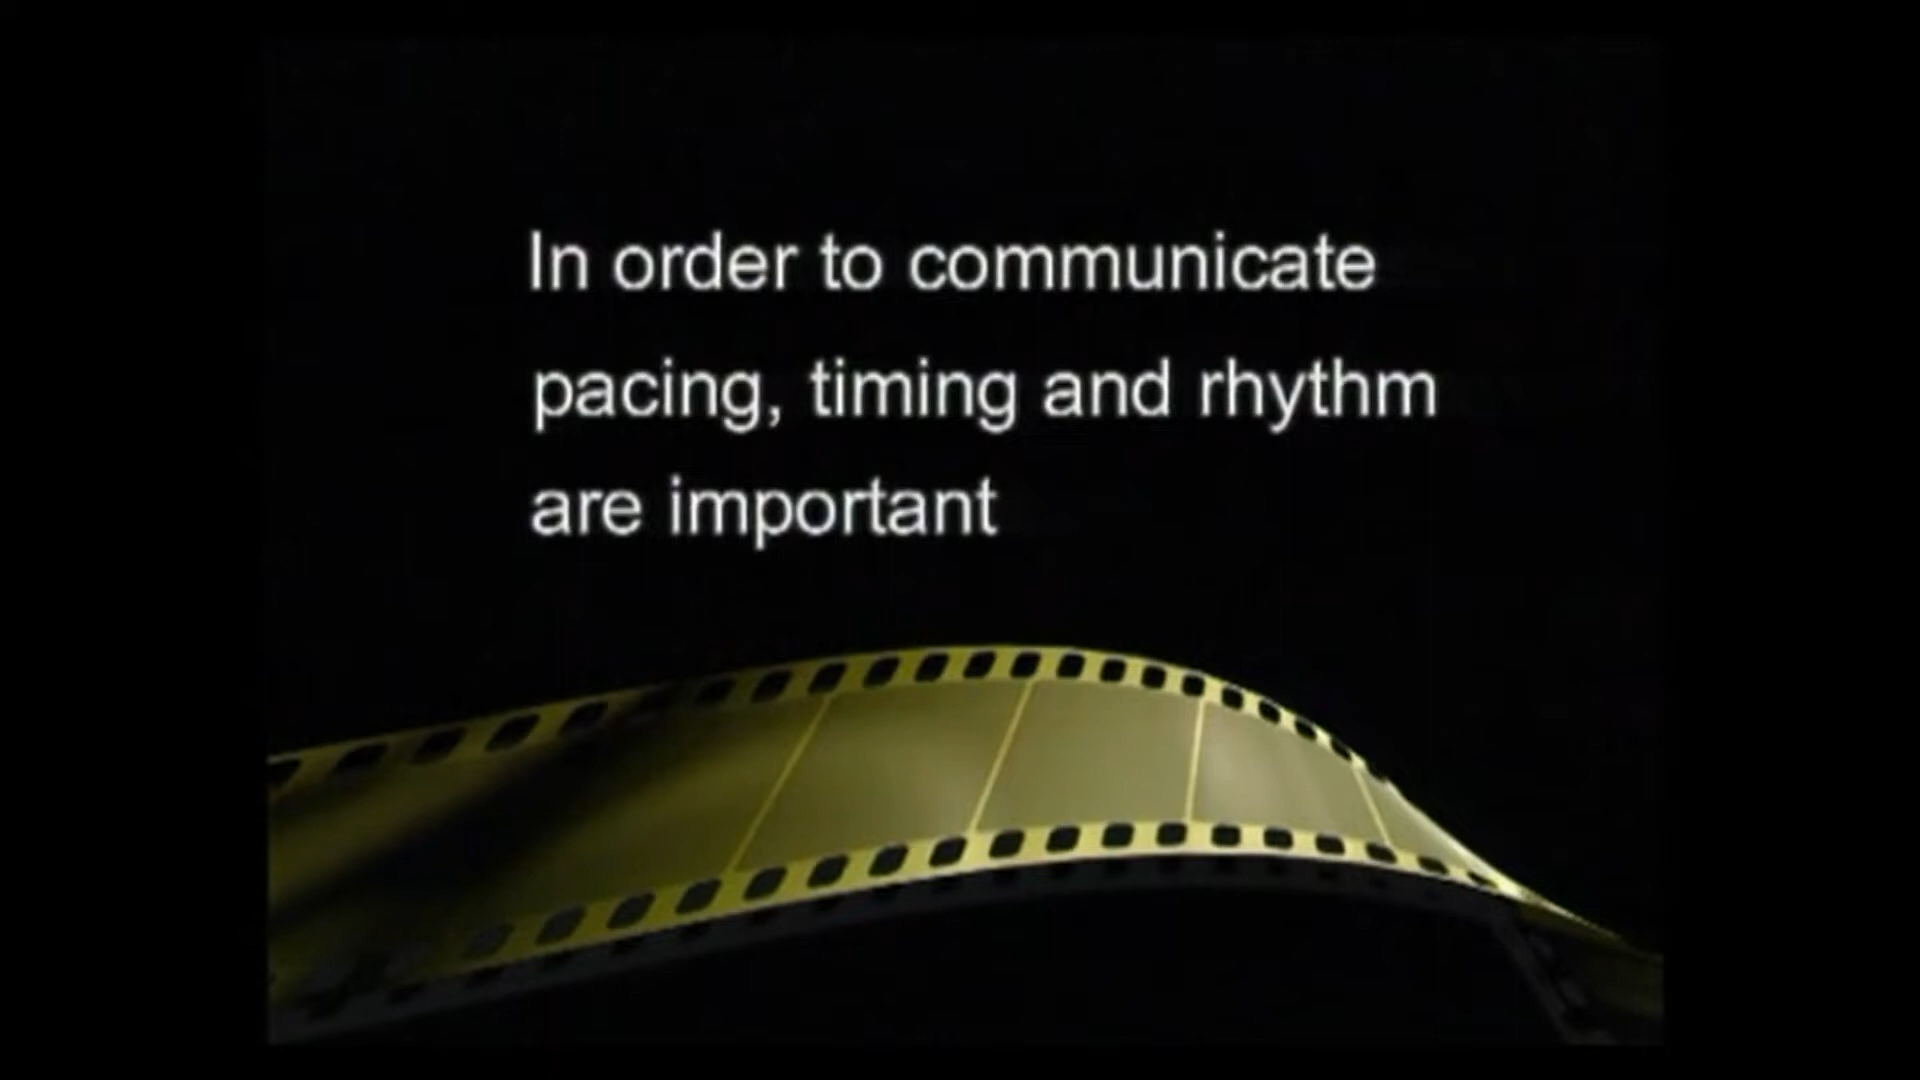 In order to communicate
pacing, timing and rhythm
are important